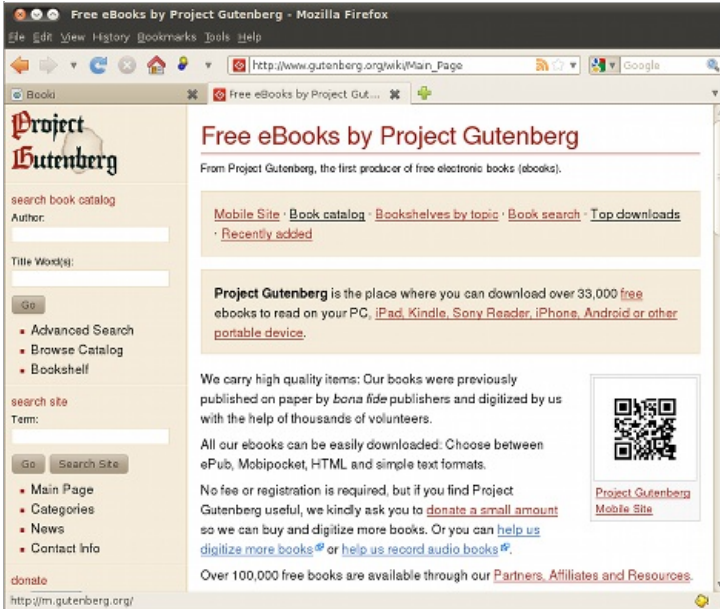 Free eBooks by Project Gutenberg - Mozilla Firefox
File Edit View History Bookmarks Tools Help
http://www.gutenberg.org/wiki/Main_Page
Google
Booki
Free eBooks by Project Gut...
Project
Gutenberg
search book catalog
Author:
Title Word(s):
Go
Advanced Search
Browse Catalog
Bookshelf
search site
Term:
Go Search Site
Main Page
Categories
News
Contact Info
donate
Free eBooks by Project Gutenberg
From Project Gutenberg, the first producer of free electronic books (ebooks).
Mobile Site · Book catalog · Bookshelves by topic · Book search · Top downloads
· Recently added
Project Gutenberg is the place where you can download over 33,000 free
ebooks to read on your PC, iPad, Kindle, Sony Reader, iPhone, Android or other
portable device.
We carry high quality items: Our books were previously
published on paper by bona fide publishers and digitized by us
with the help of thousands of volunteers.
All our ebooks can be easily downloaded: Choose between
ePub, Mobipocket, HTML and simple text formats.
No fee or registration is required, but if you find Project
Gutenberg useful, we kindly ask you to donate a small amount
so we can buy and digitize more books. Or you can help us
digitize more books or help us record audio books.
Over 100,000 free books are available through our Partners, Affiliates and Resources.
Project Gutenberg
Mobile Site
http://m.gutenberg.org/